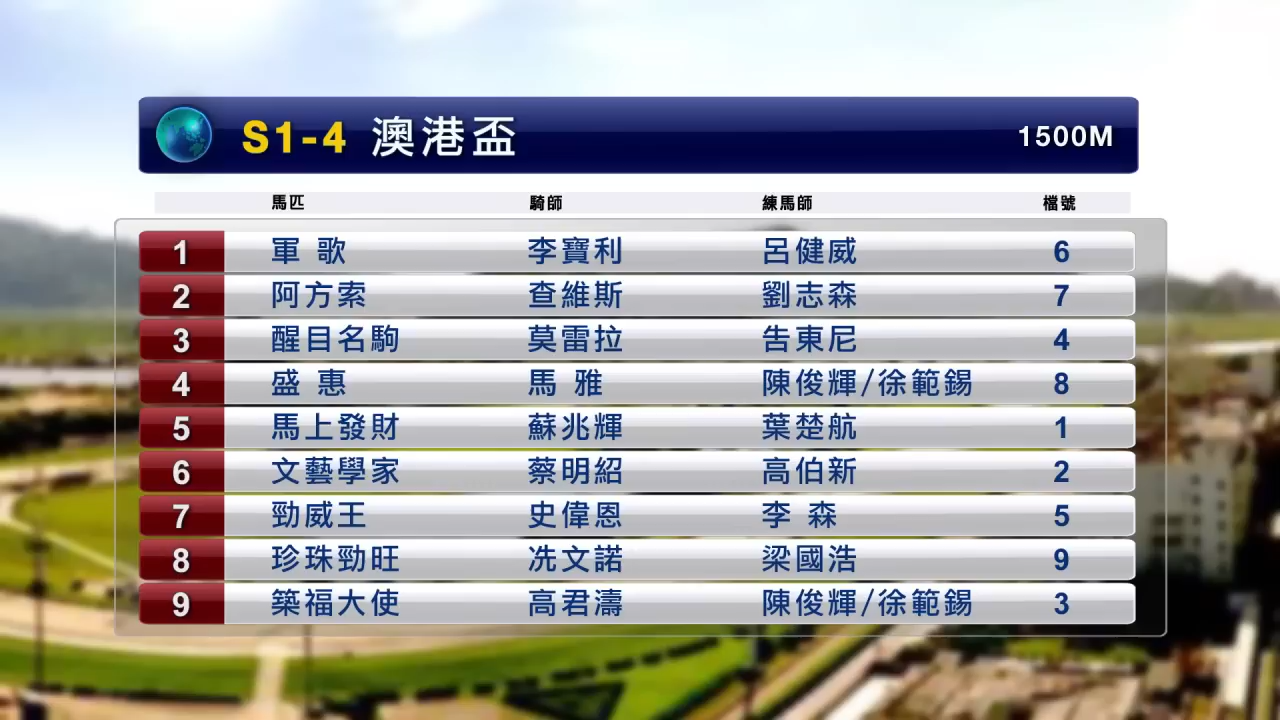 S1-4 澳港盃 1500M
馬匹 騎師 練馬師 檔號
1 軍 歌 李寶利 呂健威 6
2 阿方索 查維斯 劉志森 7
3 醒目名駒 莫雷拉 告東尼 4
4 盛 惠 馬 雅 陳俊輝/徐範錫 8
5 馬上發財 蘇兆輝 葉楚航 1
6 文藝學家 蔡明紹 高伯新 2
7 勁威王 史偉恩 李 森 5
8 珍珠勁旺 冼文諾 梁國浩 9
9 築福大使 高君濤 陳俊輝/徐範錫 3